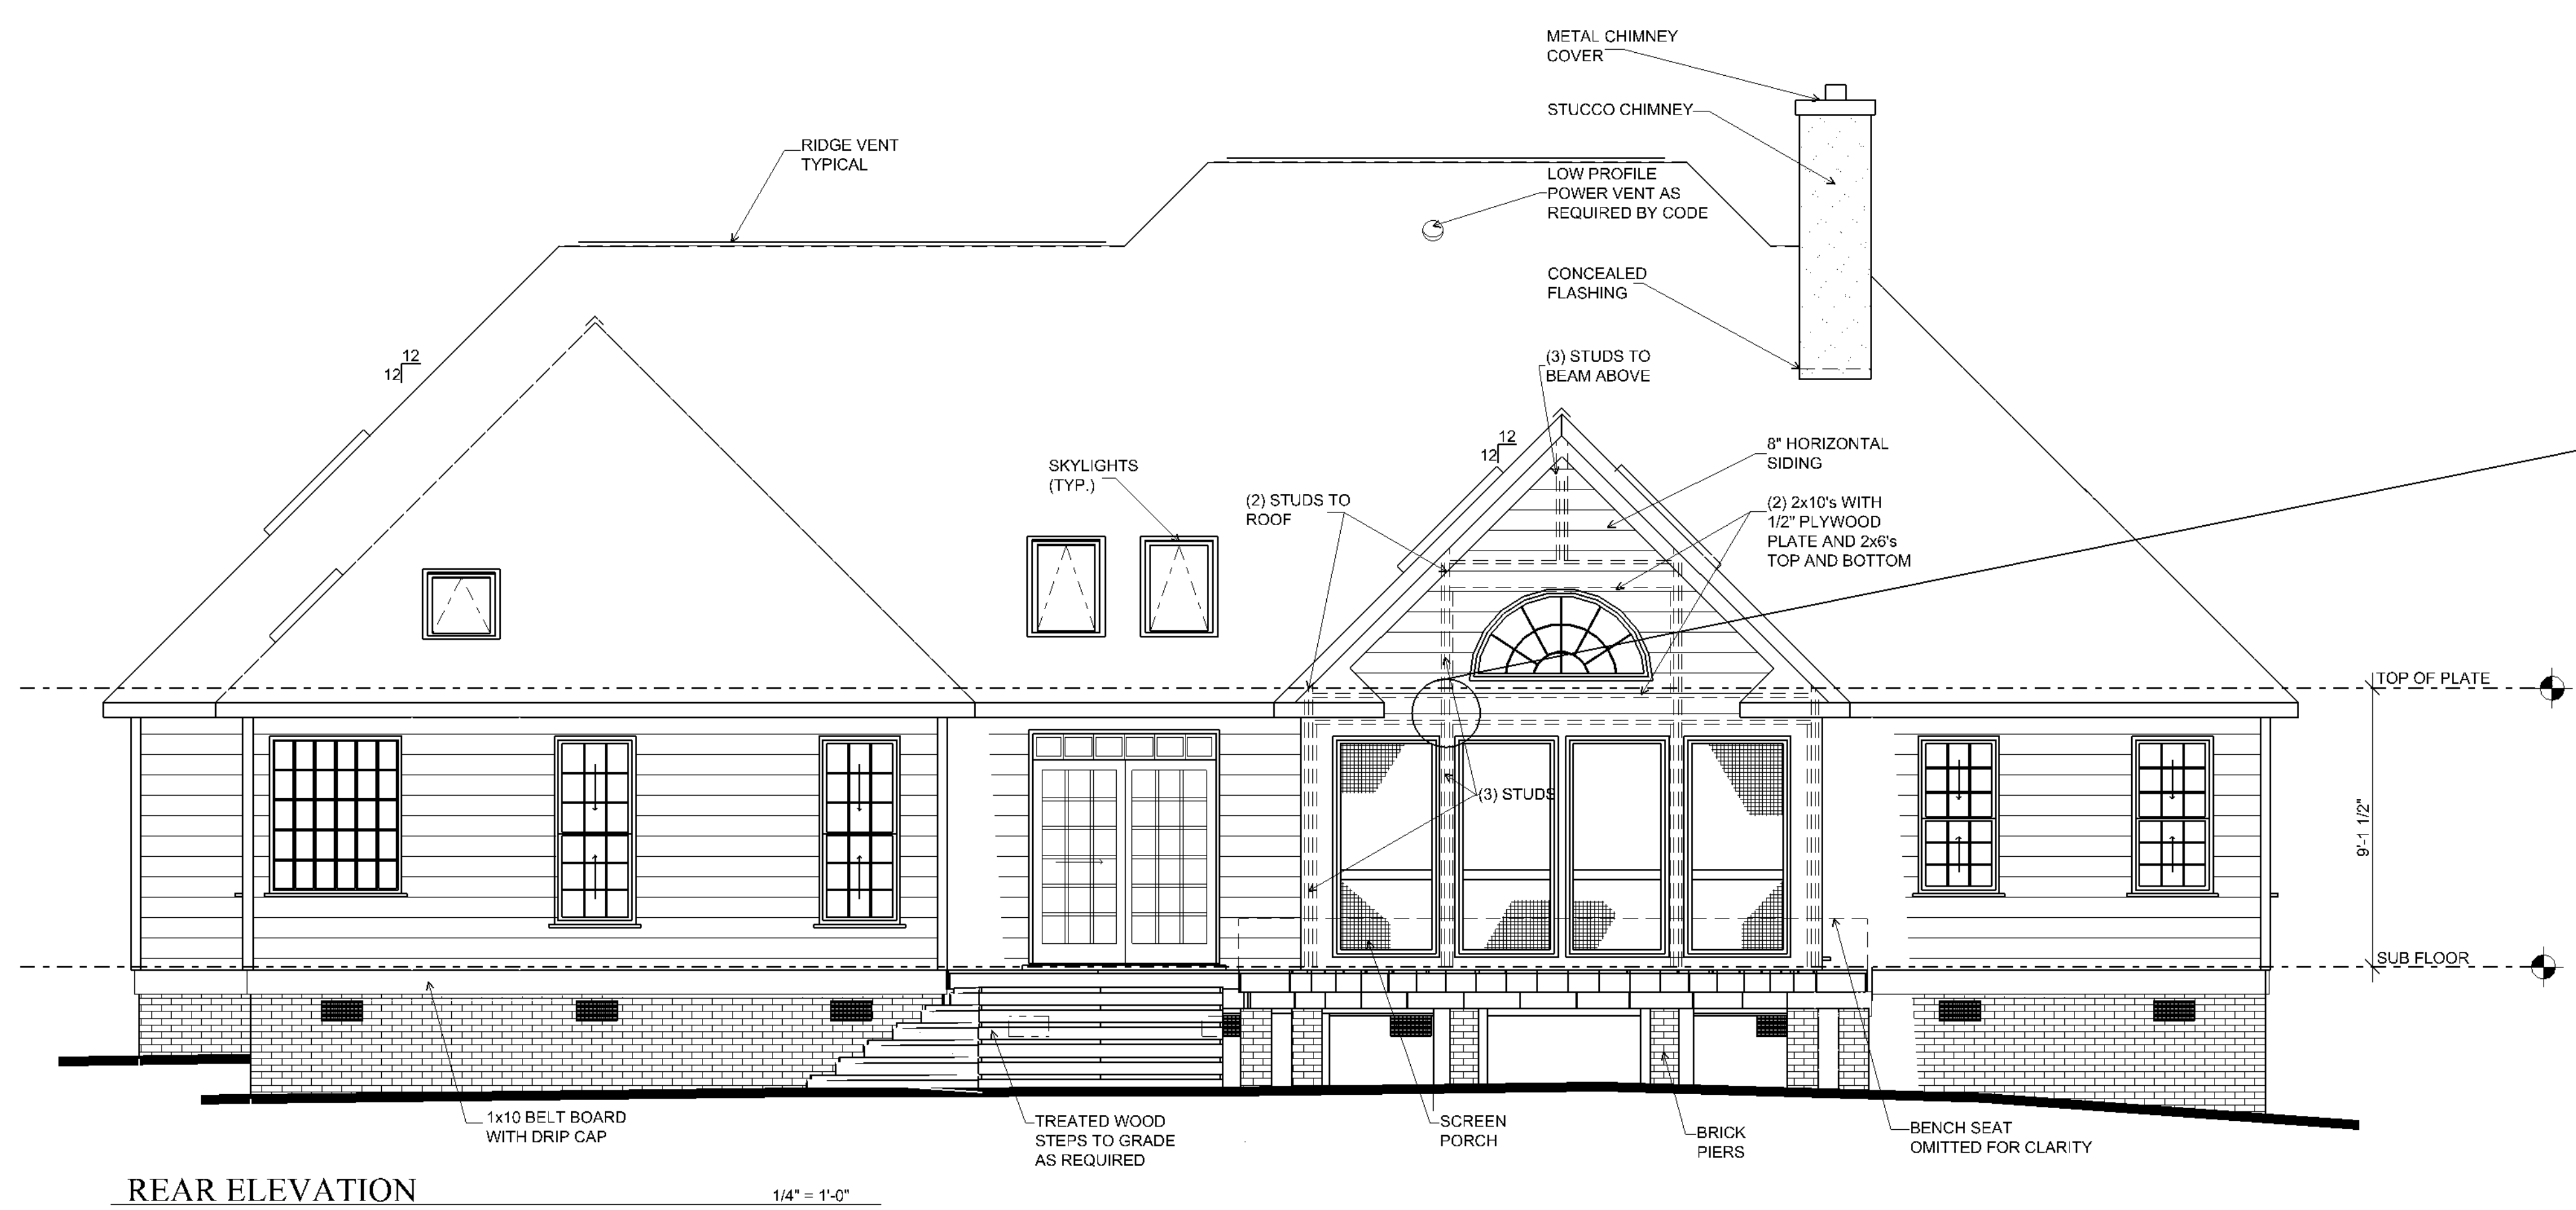 METAL CHIMNEY
COVER
STUCCO CHIMNEY
RIDGE VENT
TYPICAL
LOW PROFILE
POWER VENT AS
REQUIRED BY CODE
CONCEALED
FLASHING
12
12
(3) STUDS TO
BEAM ABOVE
12
12
8" HORIZONTAL
SIDING
SKYLIGHTS
(TYP.)
(2) STUDS TO
ROOF
(2) 2x10's WITH
1/2" PLYWOOD
PLATE AND 2x6's
TOP AND BOTTOM
TOP OF PLATE
(3) STUDS
9'-1 1/2"
SUB FLOOR
1x10 BELT BOARD
WITH DRIP CAP
TREATED WOOD
STEPS TO GRADE
AS REQUIRED
SCREEN
PORCH
BRICK
PIERS
BENCH SEAT
OMITTED FOR CLARITY
REAR ELEVATION
1/4" = 1'-0"